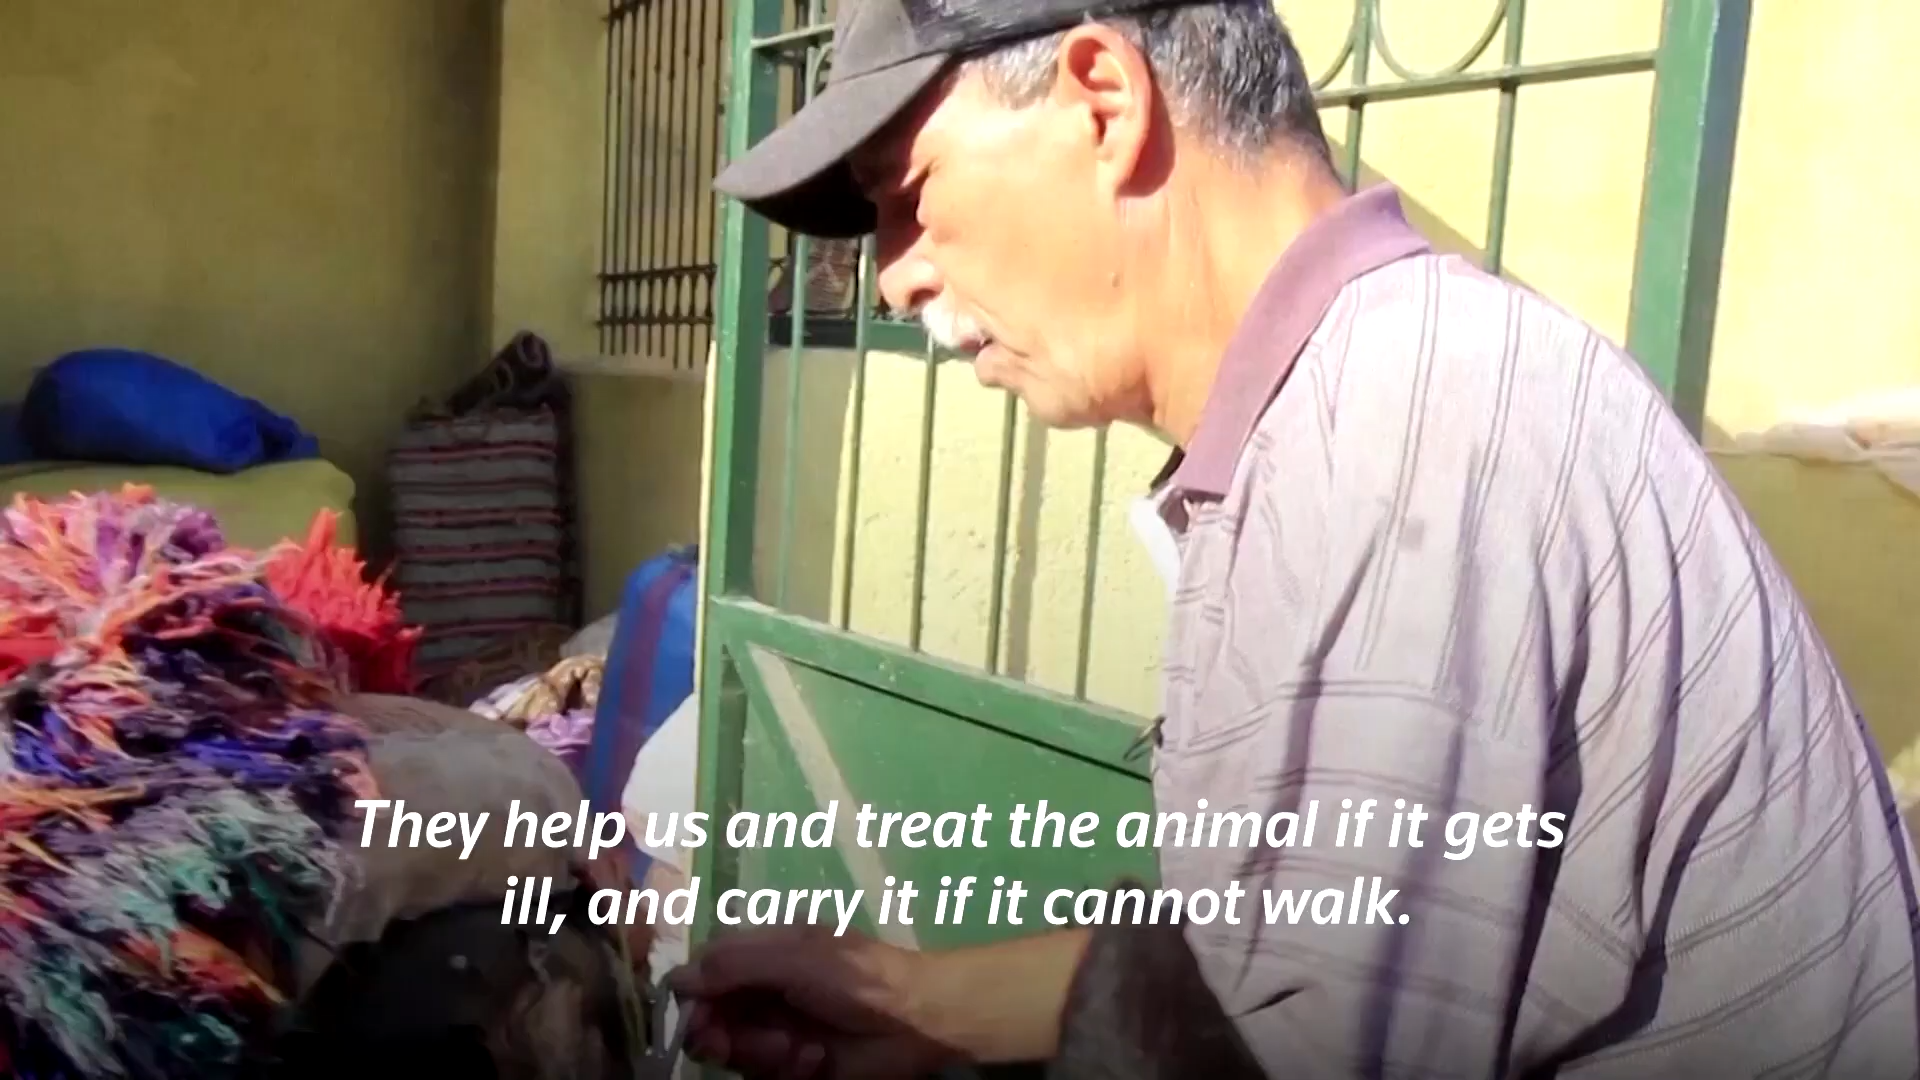 They help us and treat the animal if it gets
ill, and carry it if it cannot walk.